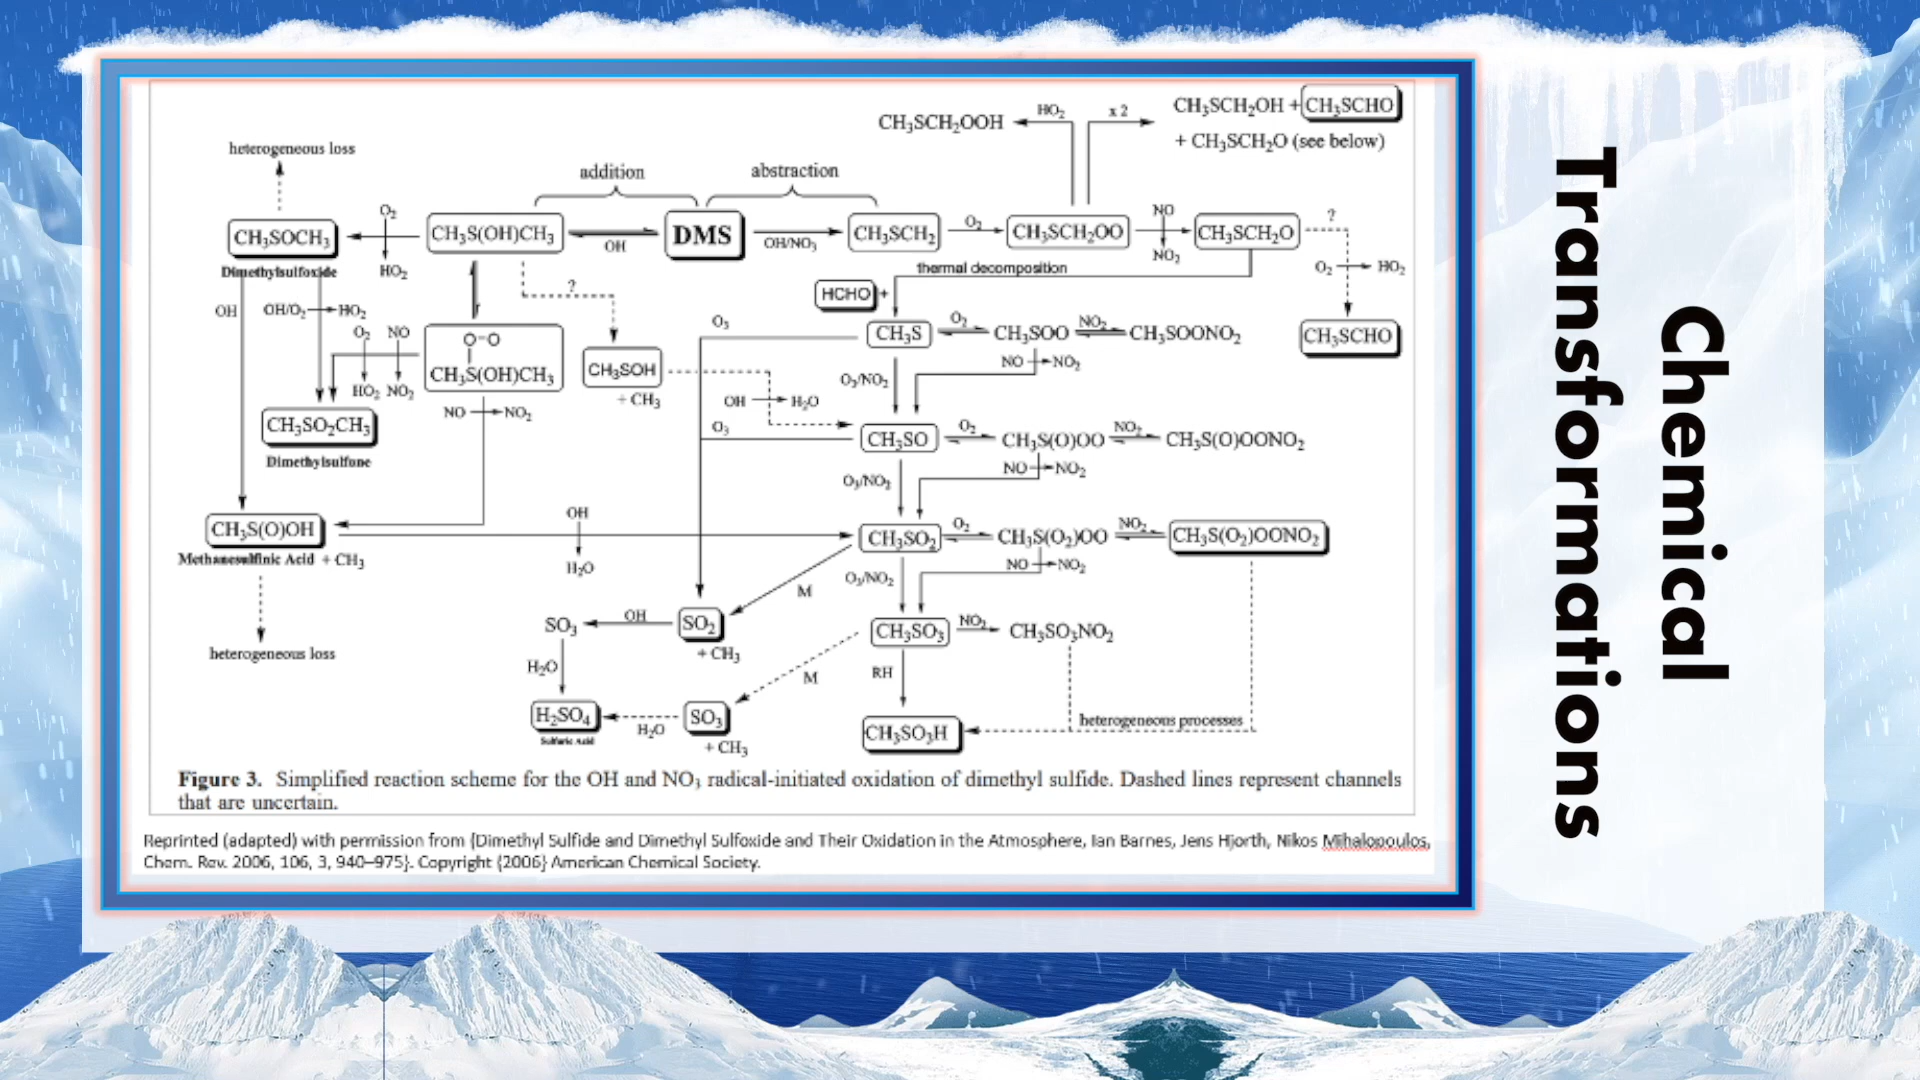 CH₃SCH₂OOH
HO₂
x 2
CH₃SCH₂OH + CH₃SCHO
+ CH₃SCH₂O (see below)
heterogeneous loss
addition
abstraction
CH₃SOCH₃
O₂
HO₂
CH₃S(OH)CH₃
OH
DMS
OH/NO₃
CH₃SCH₂
O₂
CH₃SCH₂OO
NO
NO₂
CH₃SCH₂O
?
O₂
HO₂
CH₃SCHO
Dimethylsulfoxide
thermal decomposition
HCHO +
OH
OH/O₂
HO₂
O₂
NO
HO₂
NO₂
O-O
CH₃S(OH)CH₃
NO
NO₂
?
CH₃SOH
+ CH₃
O₃
CH₃S
O₂
CH₃SOO
NO₂
CH₃SOONO₂
O₃/NO₂
NO
NO₂
OH
H₂O
CH₃SO₂CH₃
Dimethylsulfone
O₃
CH₃SO
O₂
CH₃S(O)OO
NO₂
CH₃S(O)OONO₂
O₃/NO₂
NO
NO₂
CH₃S(O)OH
Methanesulfinic Acid + CH₃
OH
H₂O
CH₃SO₂
O₂
CH₃S(O₂)OO
NO₂
CH₃S(O₂)OONO₂
O₃/NO₂
NO
NO₂
M
heterogeneous loss
SO₃
OH
SO₂
+ CH₃
CH₃SO₃
NO₂
CH₃SO₃NO₂
H₂O
M
RH
H₂SO₄
Sulfuric Acid
H₂O
SO₃
+ CH₃
CH₃SO₃H
heterogeneous processes
Figure 3. Simplified reaction scheme for the OH and NO₃ radical-initiated oxidation of dimethyl sulfide. Dashed lines represent channels
that are uncertain.
Reprinted (adapted) with permission from {Dimethyl Sulfide and Dimethyl Sulfoxide and Their Oxidation in the Atmosphere, Ian Barnes, Jens Hjorth, Nikos Mihalopoulos,
Chem. Rev. 2006, 106, 3, 940–975}. Copyright {2006} American Chemical Society.
Chemical
Transformations